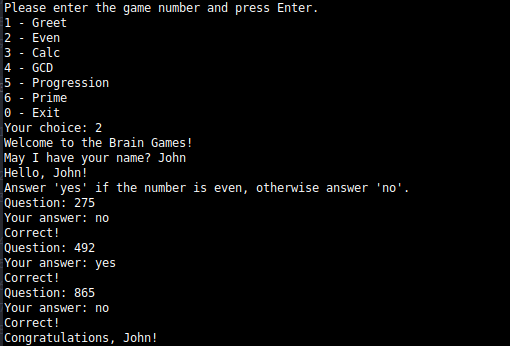 Please enter the game number and press Enter.
1 - Greet
2 - Even
3 - Calc
4 - GCD
5 - Progression
6 - Prime
0 - Exit
Your choice: 2
Welcome to the Brain Games!
May I have your name? John
Hello, John!
Answer 'yes' if the number is even, otherwise answer 'no'.
Question: 275
Your answer: no
Correct!
Question: 492
Your answer: yes
Correct!
Question: 865
Your answer: no
Correct!
Congratulations, John!